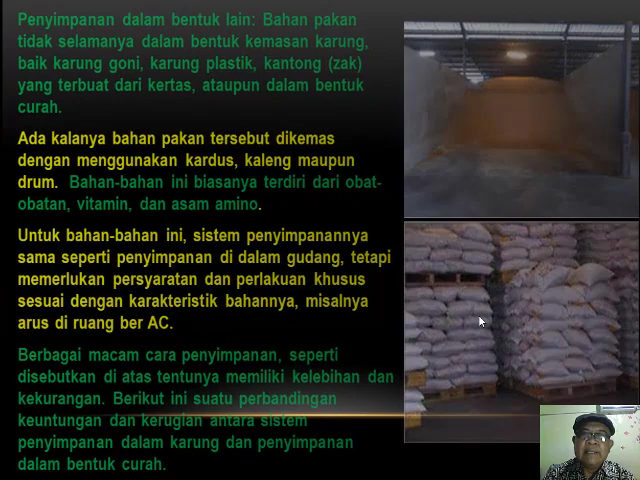 Penyimpanan dalam bentuk lain: Bahan pakan
tidak selamanya dalam bentuk kemasan karung,
baik karung goni, karung plastik, kantong (zak)
yang terbuat dari kertas, ataupun dalam bentuk
curah.
Ada kalanya bahan pakan tersebut dikemas
dengan menggunakan kardus, kaleng maupun
drum. Bahan-bahan ini biasanya terdiri dari obat-
obatan, vitamin, dan asam amino.
Untuk bahan-bahan ini, sistem penyimpanannya
sama seperti penyimpanan di dalam gudang, tetapi
memerlukan persyaratan dan perlakuan khusus
sesuai dengan karakteristik bahannya, misalnya
arus di ruang ber AC.
Berbagai macam cara penyimpanan, seperti
disebutkan di atas tentunya memiliki kelebihan dan
kekurangan. Berikut ini suatu perbandingan
keuntungan dan kerugian antara sistem
penyimpanan dalam karung dan penyimpanan
dalam bentuk curah.